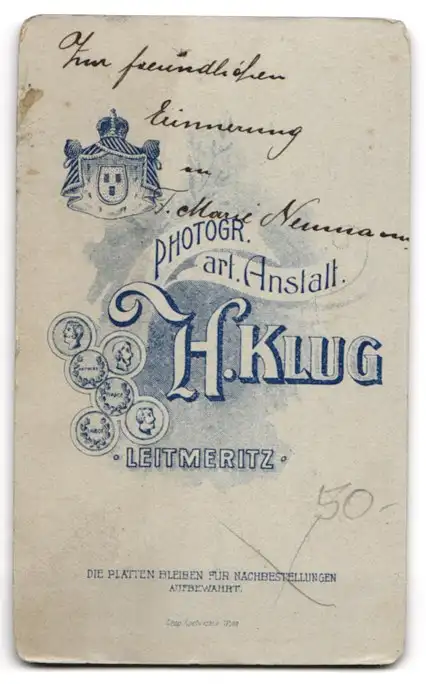 Zur freundlichen
Erinnerung
an
T. Marie Neumann
PHOTOGR.
art. Anstalt.
H. KLUG
LEITMERITZ
50-
DIE PLATTEN BLEIBEN FÜR NACHBESTELLUNGEN
AUFBEWAHRT.